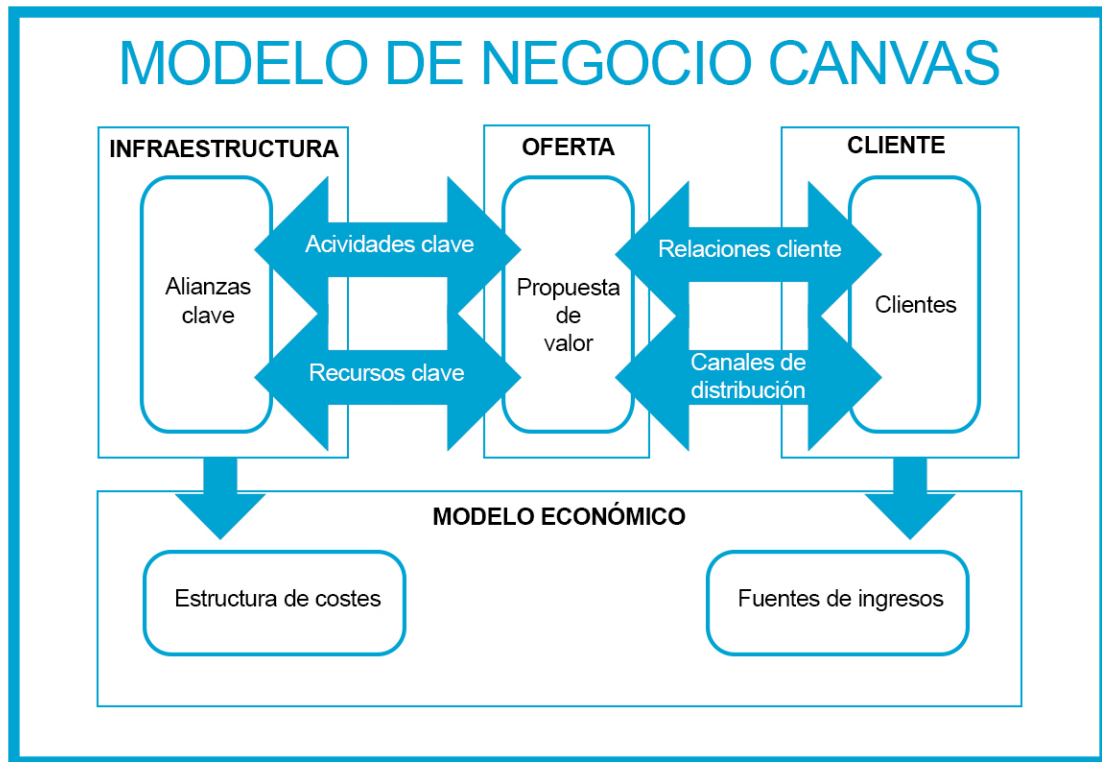 MODELO DE NEGOCIO CANVAS
INFRAESTRUCTURA
OFERTA
CLIENTE
Acividades clave
Relaciones cliente
Alianzas
clave
Propuesta
de
valor
Clientes
Recursos clave
Canales de
distribución
MODELO ECONÓMICO
Estructura de costes
Fuentes de ingresos